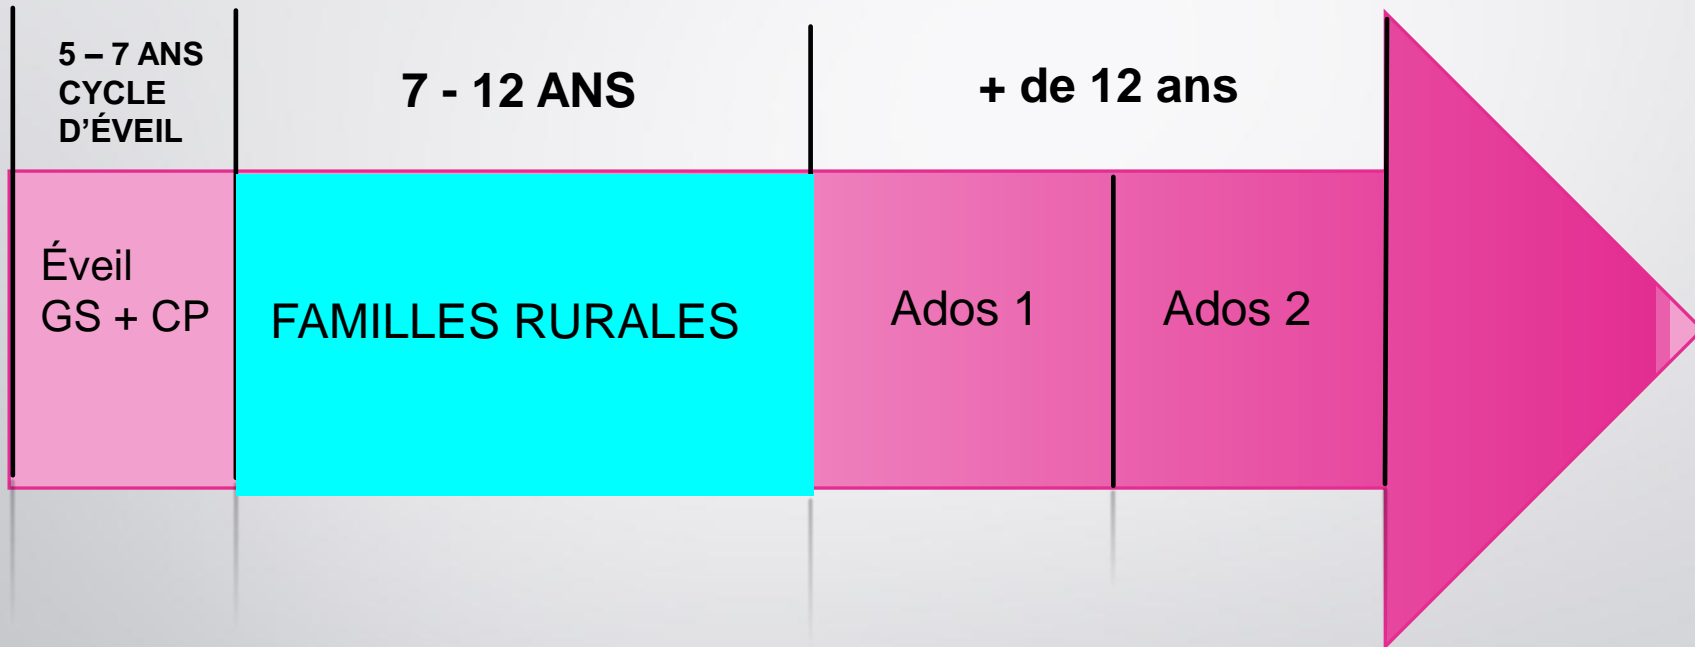 5 – 7 ANS
CYCLE
D’ÉVEIL
7 - 12 ANS
+ de 12 ans
Éveil
GS + CP
FAMILLES RURALES
Ados 1
Ados 2